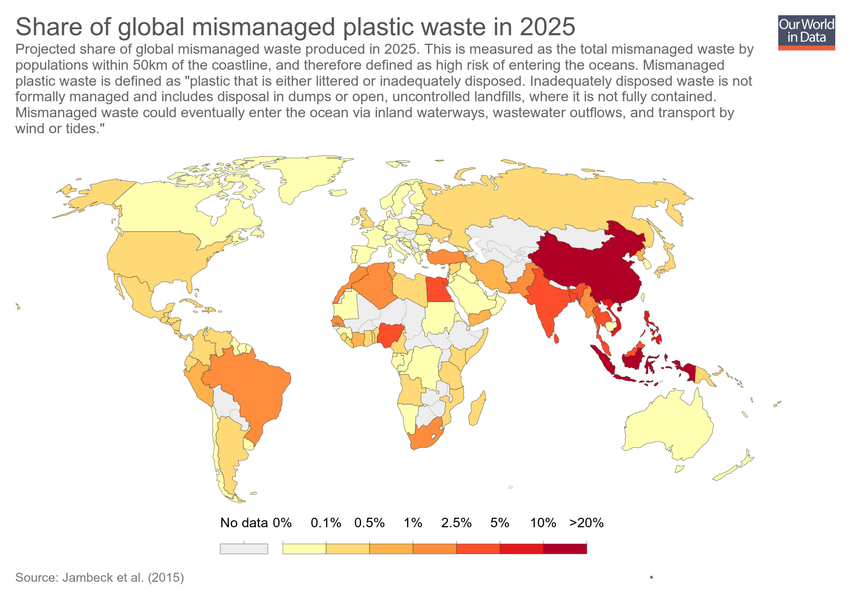 Share of global mismanaged plastic waste in 2025
Our World
in Data
Projected share of global mismanaged waste produced in 2025. This is measured as the total mismanaged waste by
populations within 50km of the coastline, and therefore defined as high risk of entering the oceans. Mismanaged
plastic waste is defined as "plastic that is either littered or inadequately disposed. Inadequately disposed waste is not
formally managed and includes disposal in dumps or open, uncontrolled landfills, where it is not fully contained.
Mismanaged waste could eventually enter the ocean via inland waterways, wastewater outflows, and transport by
wind or tides."
No data 0% 0.1% 0.5% 1% 2.5% 5% 10% >20%
Source: Jambeck et al. (2015)
•